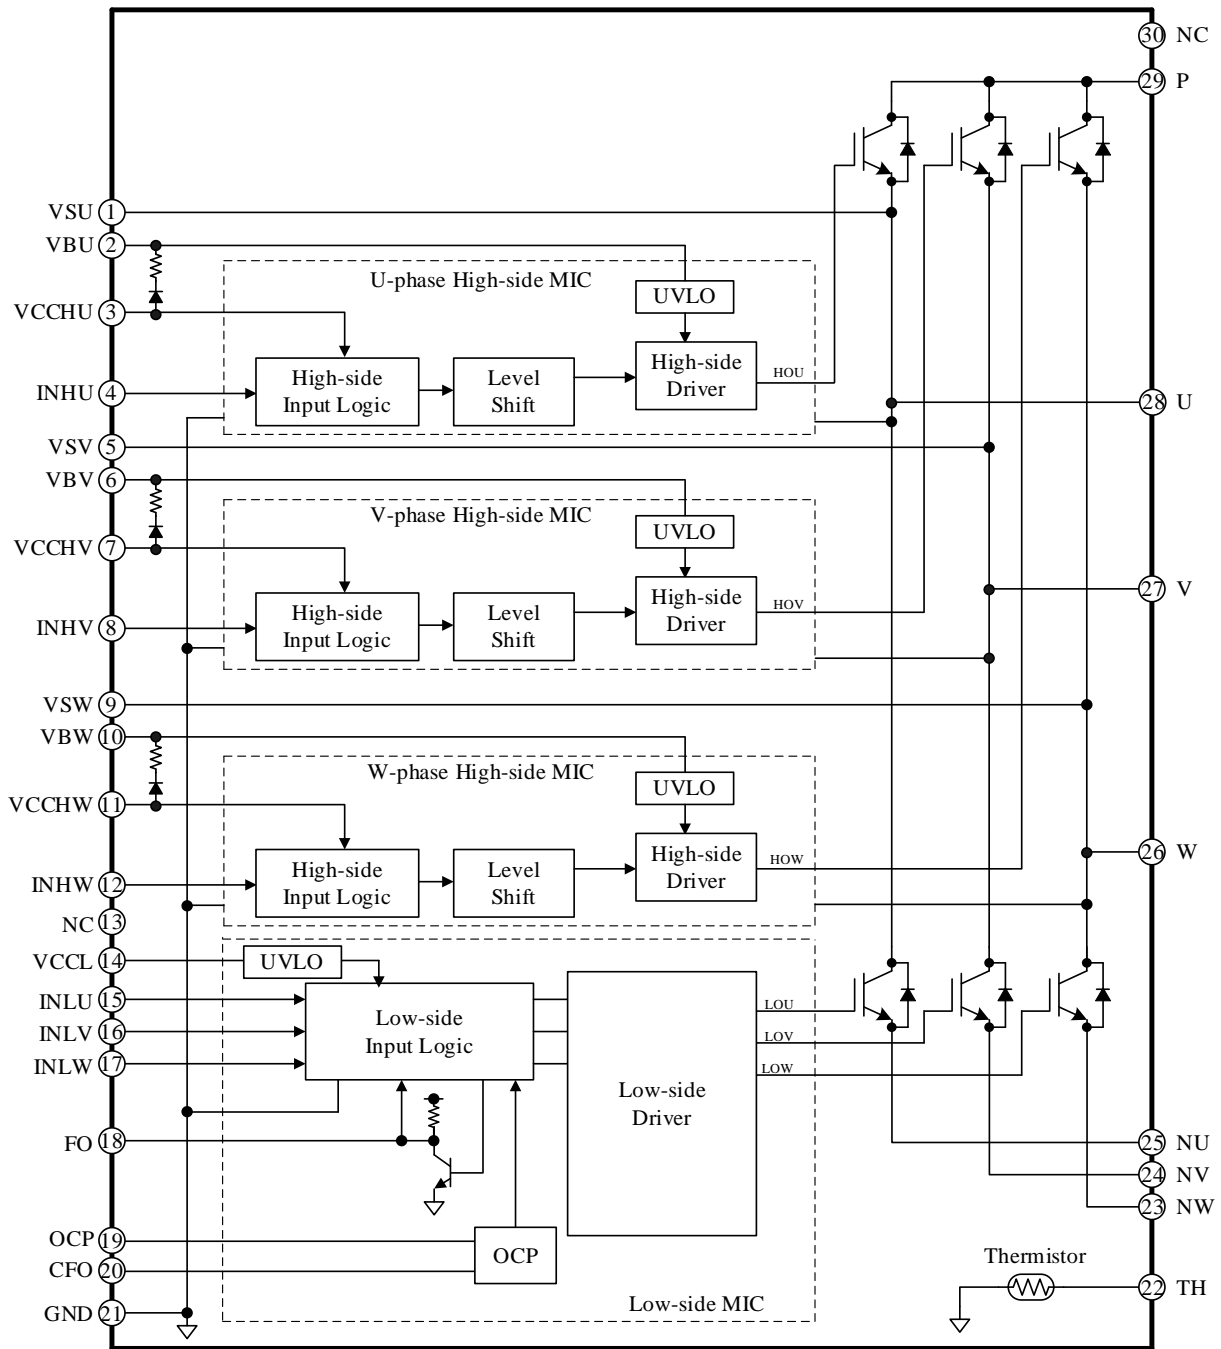 30 NC
29 P
VSU 1
VBU 2
U-phase High-side MIC
UVLO
VCCHU 3
High-side
Input Logic
Level
Shift
High-side
Driver
HOU
INHU 4
28 U
VSV 5
VBV 6
V-phase High-side MIC
UVLO
VCCHV 7
High-side
Input Logic
Level
Shift
High-side
Driver
HOV
27 V
INHV 8
VSW 9
VBW 10
W-phase High-side MIC
UVLO
VCCHW 11
High-side
Input Logic
Level
Shift
High-side
Driver
HOW
26 W
INHW 12
NC 13
VCCL 14
UVLO
INLU 15
INLV 16
INLW 17
Low-side
Input Logic
LOU
LOV
LOW
Low-side
Driver
FO 18
25 NU
24 NV
23 NW
OCP 19
CFO 20
OCP
Thermistor
22 TH
GND 21
Low-side MIC